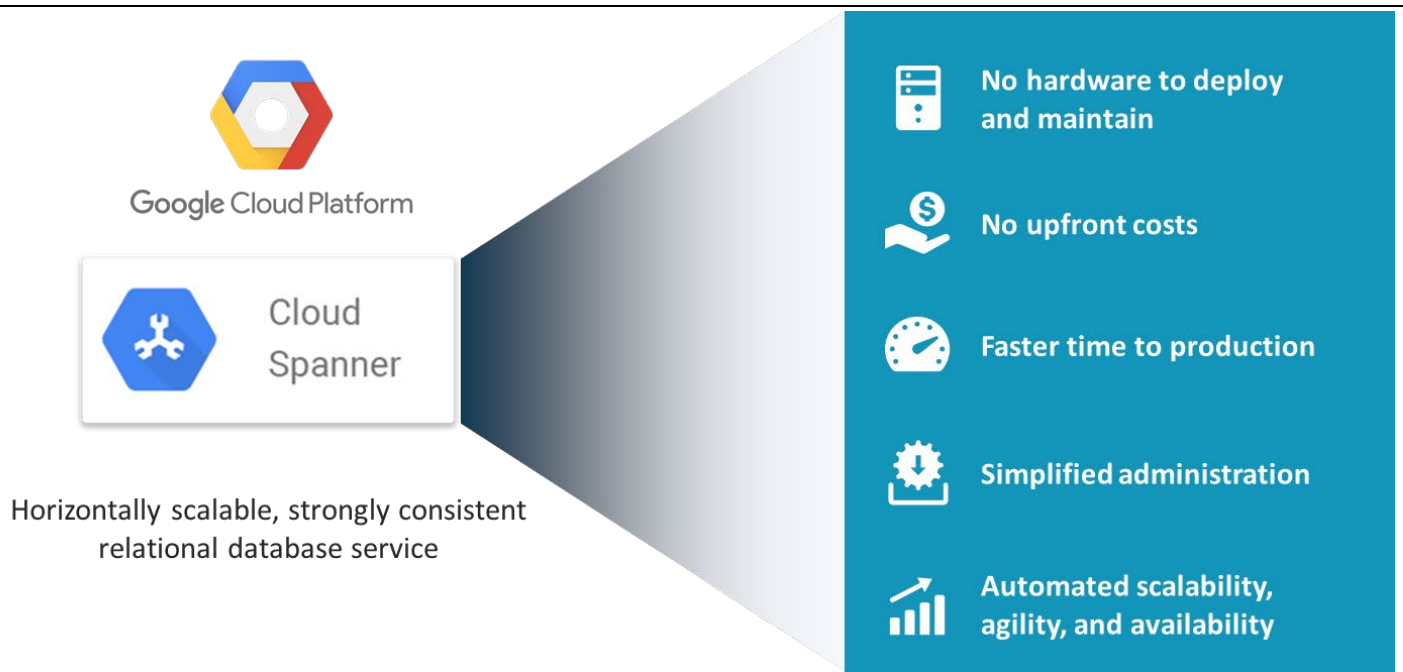 Google Cloud Platform
Cloud
Spanner
Horizontally scalable, strongly consistent
relational database service
No hardware to deploy
and maintain
$
No upfront costs
Faster time to production
Simplified administration
Automated scalability,
agility, and availability